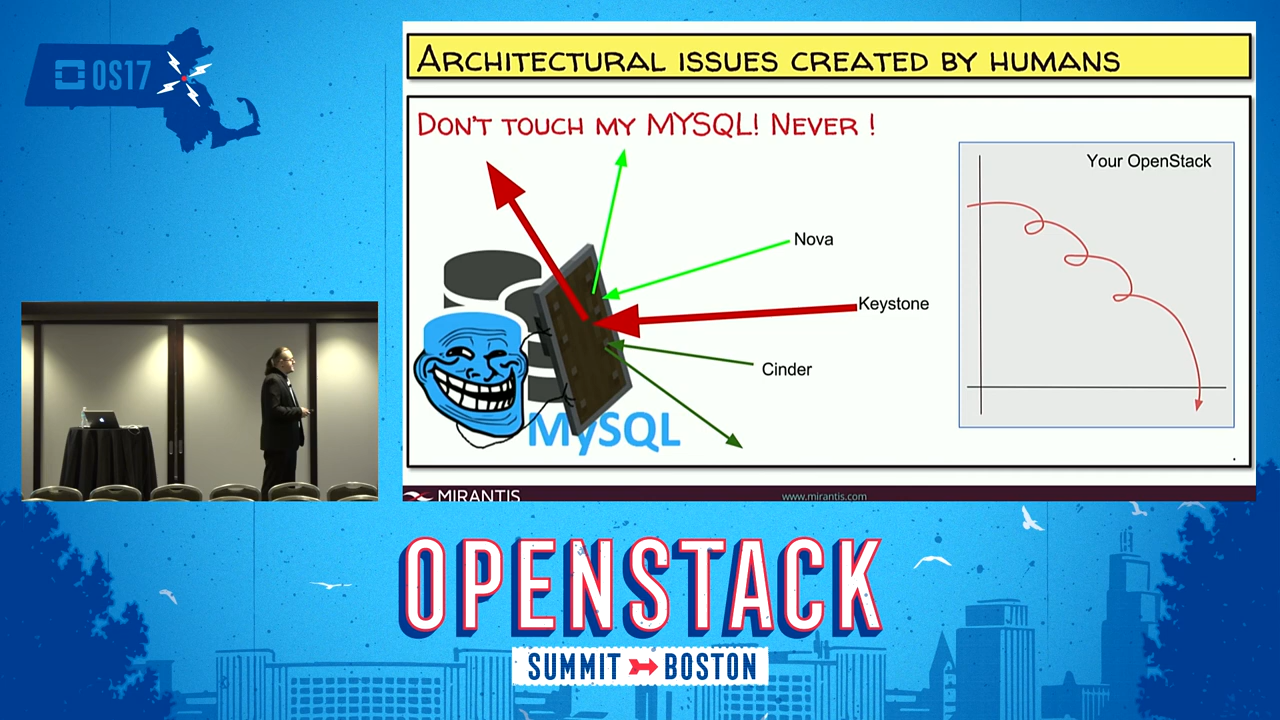 OS17
ARCHITECTURAL ISSUES CREATED BY HUMANS
DON'T TOUCH MY MYSQL! NEVER !
Your OpenStack
Nova
Keystone
Cinder
MySQL
MIRANTIS
www.mirantis.com
OPENSTACK
SUMMIT BOSTON